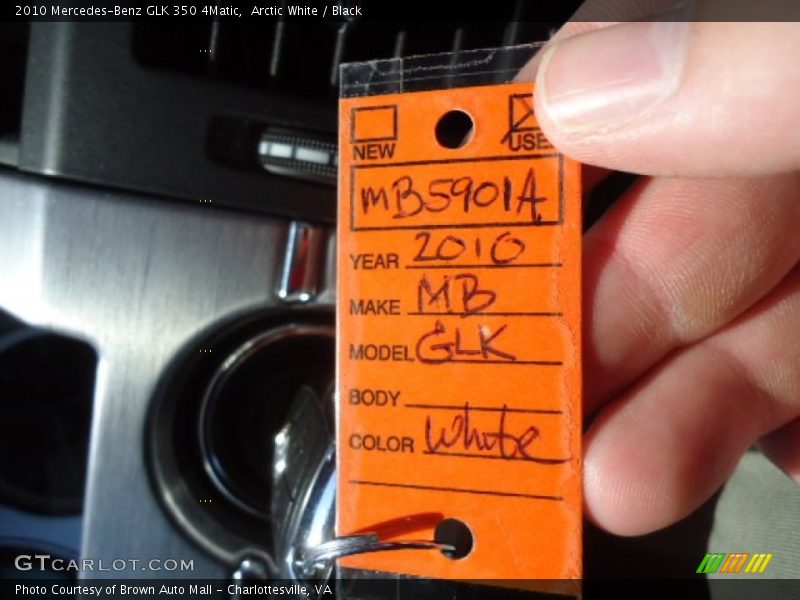 2010 Mercedes-Benz GLK 350 4Matic,  Arctic White / Black
NEW USED
MB5901A
YEAR 2010
MAKE MB
MODEL GLK
BODY
COLOR White
GTCARLOT.COM
Photo Courtesy of Brown Auto Mall - Charlottesville, VA